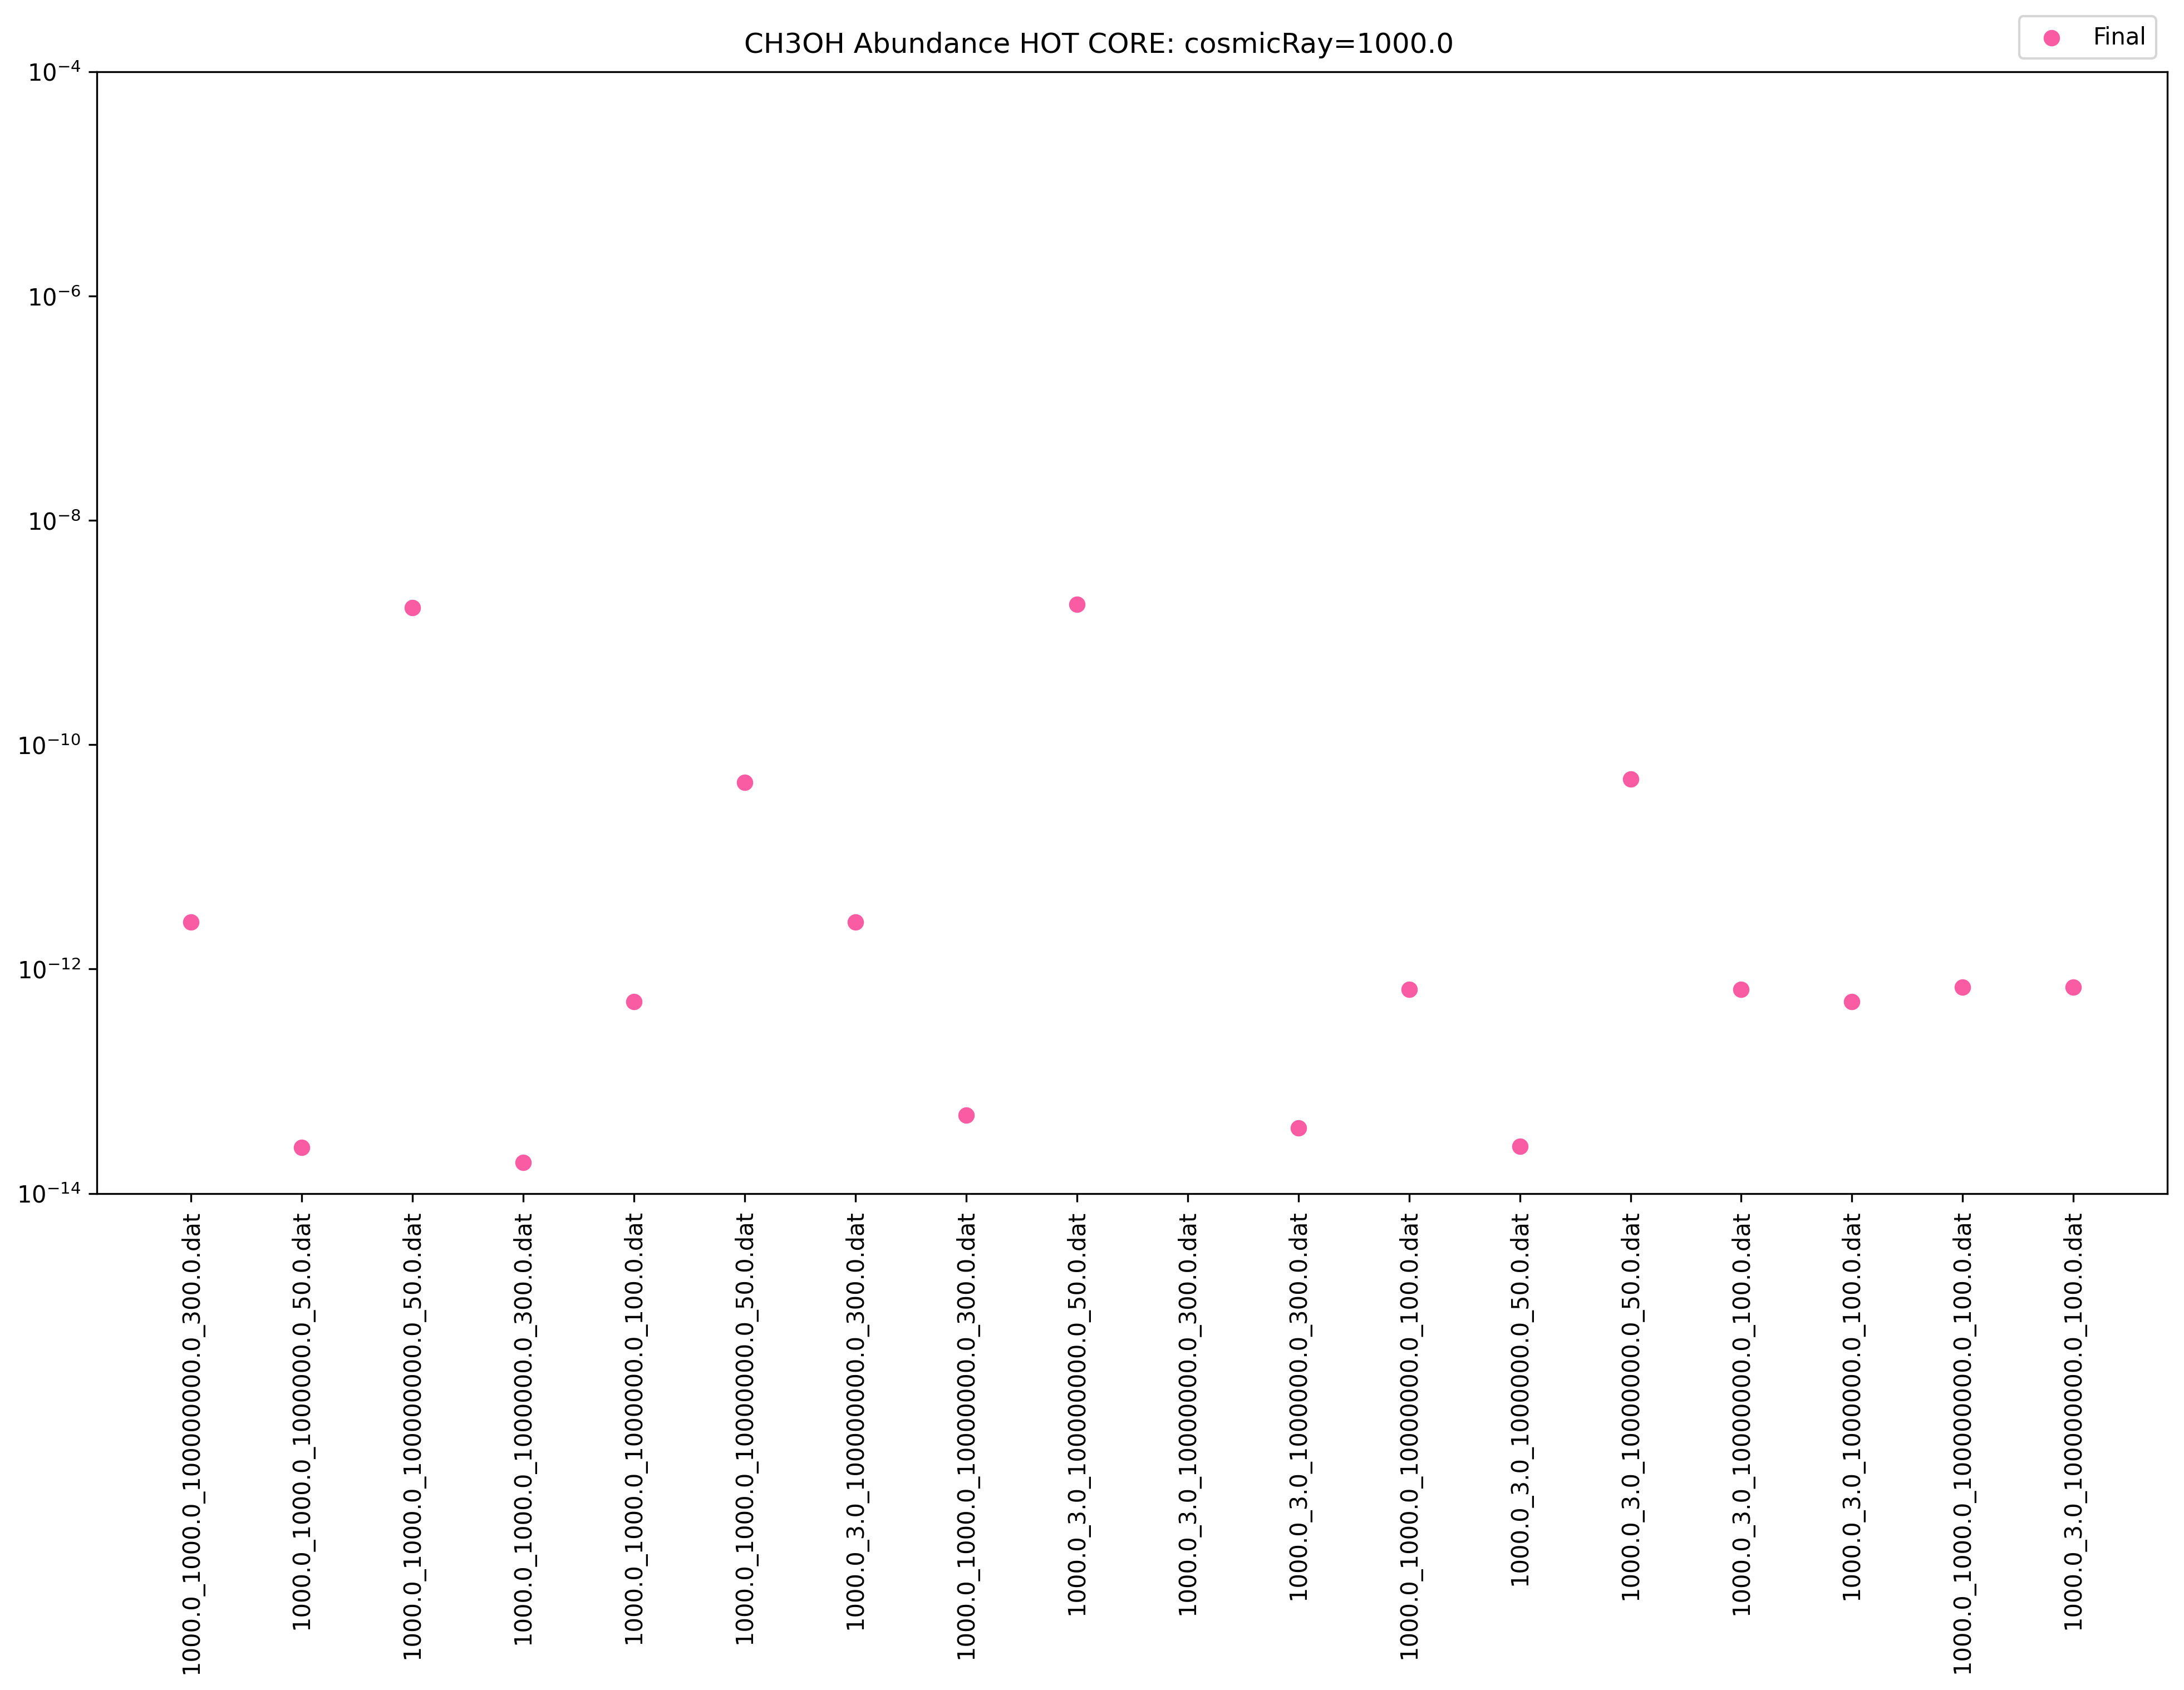 CH3OH Abundance HOT CORE: cosmicRay=1000.0
Final
10⁻⁴
10⁻⁶
10⁻⁸
10⁻¹⁰
10⁻¹²
10⁻¹⁴
1000.0_1000.0_100000000.0_300.0.dat
1000.0_1000.0_1000000.0_50.0.dat
1000.0_1000.0_100000000.0_50.0.dat
1000.0_1000.0_1000000.0_300.0.dat
1000.0_1000.0_1000000.0_100.0.dat
1000.0_1000.0_10000000.0_50.0.dat
1000.0_3.0_100000000.0_300.0.dat
1000.0_1000.0_10000000.0_300.0.dat
1000.0_3.0_100000000.0_50.0.dat
1000.0_3.0_10000000.0_300.0.dat
1000.0_3.0_1000000.0_300.0.dat
1000.0_1000.0_10000000.0_100.0.dat
1000.0_3.0_1000000.0_50.0.dat
1000.0_3.0_10000000.0_50.0.dat
1000.0_3.0_10000000.0_100.0.dat
1000.0_3.0_1000000.0_100.0.dat
1000.0_1000.0_100000000.0_100.0.dat
1000.0_3.0_100000000.0_100.0.dat